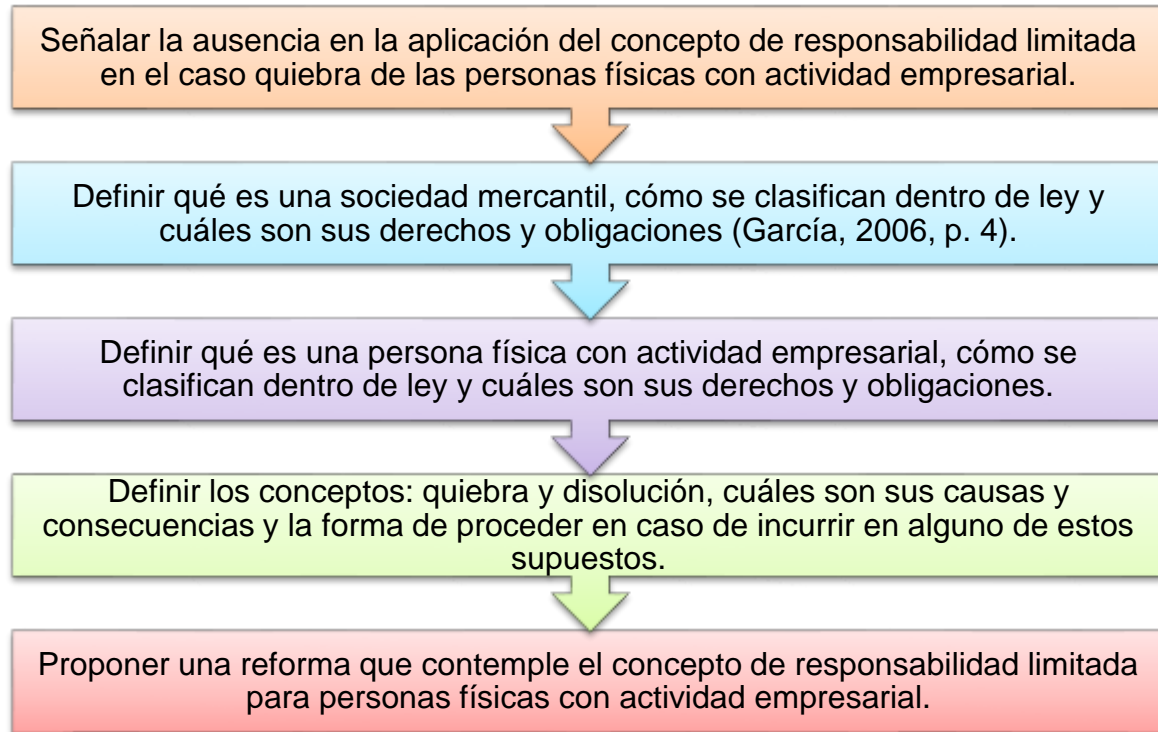 Señalar la ausencia en la aplicación del concepto de responsabilidad limitada
en el caso quiebra de las personas físicas con actividad empresarial.
Definir qué es una sociedad mercantil, cómo se clasifican dentro de ley y
cuáles son sus derechos y obligaciones (García, 2006, p. 4).
Definir qué es una persona física con actividad empresarial, cómo se
clasifican dentro de ley y cuáles son sus derechos y obligaciones.
Definir los conceptos: quiebra y disolución, cuáles son sus causas y
consecuencias y la forma de proceder en caso de incurrir en alguno de estos
supuestos.
Proponer una reforma que contemple el concepto de responsabilidad limitada
para personas físicas con actividad empresarial.